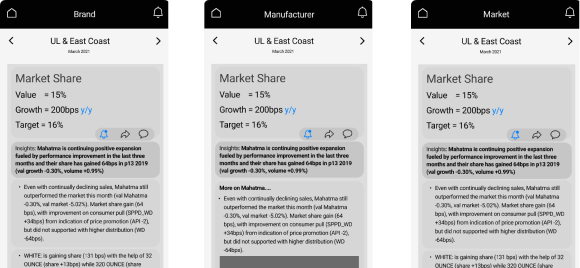 Brand
UL & East Coast
March 2021
Market Share
Value = 15%
Growth = 200bps y/y
Target = 16%
Insights: Mahatma is continuing positive expansion
fueled by performance improvement in the last three
months and their share has gained 64bps in p13 2019
(val growth -0.30%, volume +0.99%)
• Even with continually declining sales, Mahatma still
outperformed the market this month (val Mahatma
-0.30%, val market -5.02%). Market share gain (64
bps), with improvement on consumer pull (SPPD_WD
+34bps) from indication of price promotion (API -2),
but did not supported with higher distribution (WD
-64bps).
• WHITE: is gaining share (131 bps) with the help of 32
OUNCE (share +13bps) while 320 OUNCE (share
Manufacturer
UL & East Coast
March 2021
Market Share
Value = 15%
Growth = 200bps y/y
Target = 16%
Insights: Mahatma is continuing positive expansion
fueled by performance improvement in the last three
months and their share has gained 64bps in p13 2019
(val growth -0.30%, volume +0.99%)
More on Mahatma....
• Even with continually declining sales, Mahatma still
outperformed the market this month (val Mahatma
-0.30%, val market -5.02%). Market share gain (64
bps), with improvement on consumer pull (SPPD_WD
+34bps) from indication of price promotion (API -2),
but did not supported with higher distribution (WD
-64bps).
Market
UL & East Coast
March 2021
Market Share
Value = 15%
Growth = 200bps y/y
Target = 16%
Insights: Mahatma is continuing positive expansion
fueled by performance improvement in the last three
months and their share has gained 64bps in p13 2019
(val growth -0.30%, volume +0.99%)
• Even with continually declining sales, Mahatma still
outperformed the market this month (val Mahatma
-0.30%, val market -5.02%). Market share gain (64
bps), with improvement on consumer pull (SPPD_WD
+34bps) from indication of price promotion (API -2),
but did not supported with higher distribution (WD
-64bps).
• WHITE: is gaining share (131 bps) with the help of 32
OUNCE (share +13bps) while 320 OUNCE (share